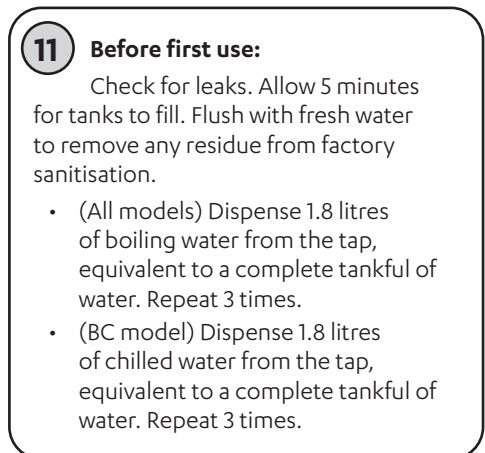 11 Before first use:
Check for leaks. Allow 5 minutes
for tanks to fill. Flush with fresh water
to remove any residue from factory
sanitisation.
• (All models) Dispense 1.8 litres
of boiling water from the tap,
equivalent to a complete tankful of
water. Repeat 3 times.
• (BC model) Dispense 1.8 litres
of chilled water from the tap,
equivalent to a complete tankful of
water. Repeat 3 times.